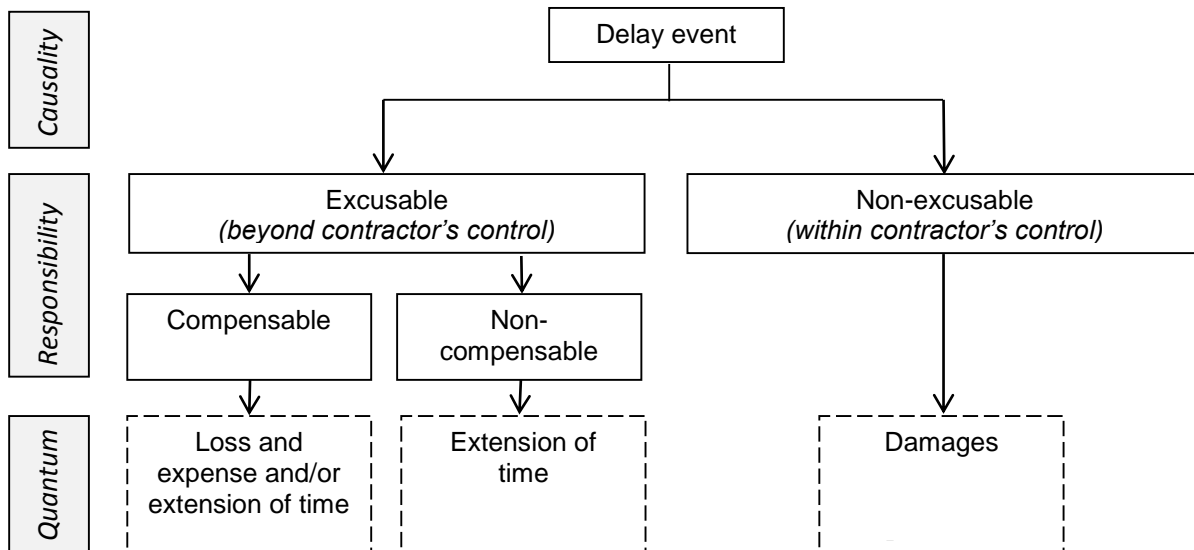 Causality
Delay event
Responsibility
Excusable
(beyond contractor's control)
Non-excusable
(within contractor's control)
Compensable
Non-
compensable
Quantum
Loss and
expense and/or
extension of time
Extension of
time
Damages